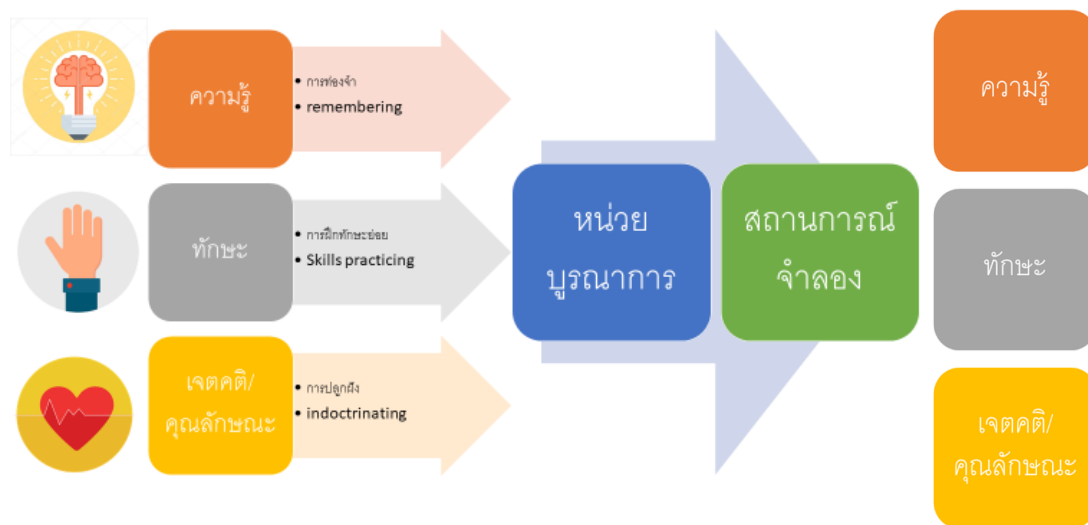 ความรู้
• การท่องจำ
• remembering
ทักษะ
• การฝึกทักษะย่อย
• Skills practicing
เจตคติ/
คุณลักษณะ
• การปลูกฝัง
• indoctrinating
หน่วย
บูรณาการ
สถานการณ์
จำลอง
ความรู้
ทักษะ
เจตคติ/
คุณลักษณะ